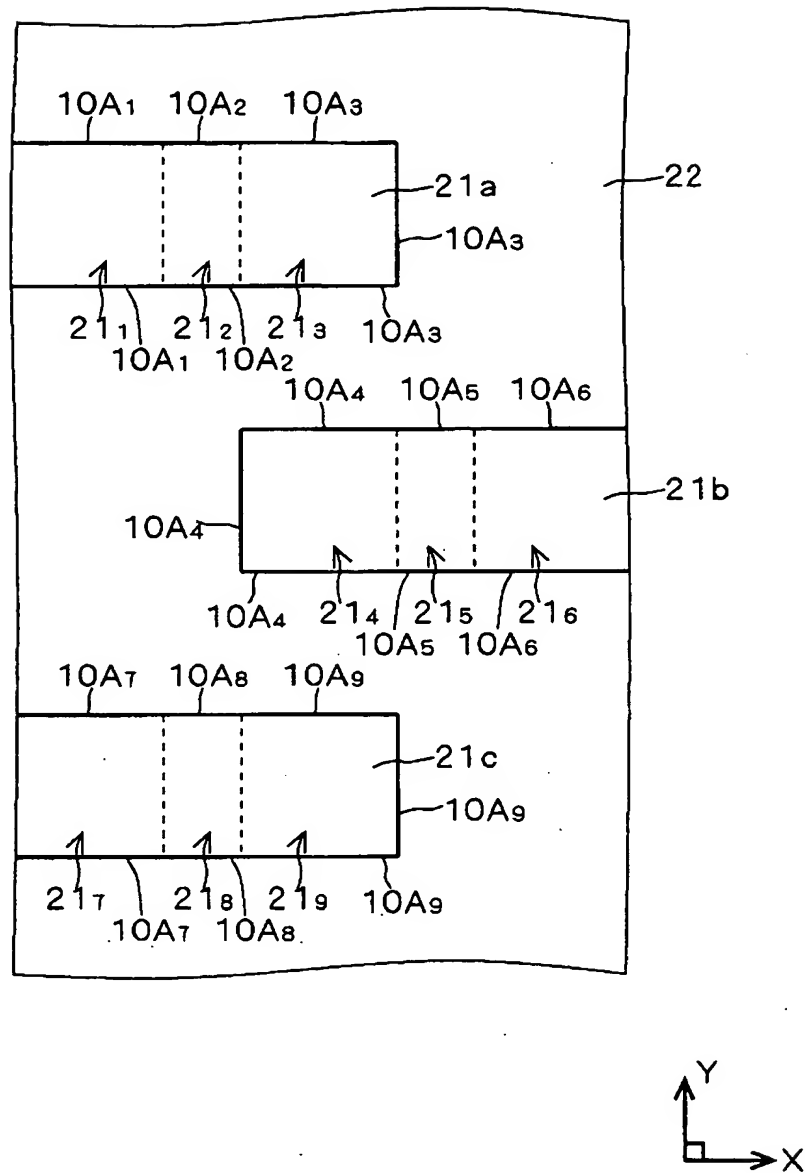 10A₁ 10A₂ 10A₃
21a
22
10A₃
21₁ 21₂ 21₃ 10A₃
10A₁ 10A₂
10A₄ 10A₅ 10A₆
21b
10A₄
10A₄ 21₄ 21₅ 21₆
10A₅ 10A₆
10A₇ 10A₈ 10A₉
21c
10A₉
21₇ 21₈ 21₉ 10A₉
10A₇ 10A₈
Y
X